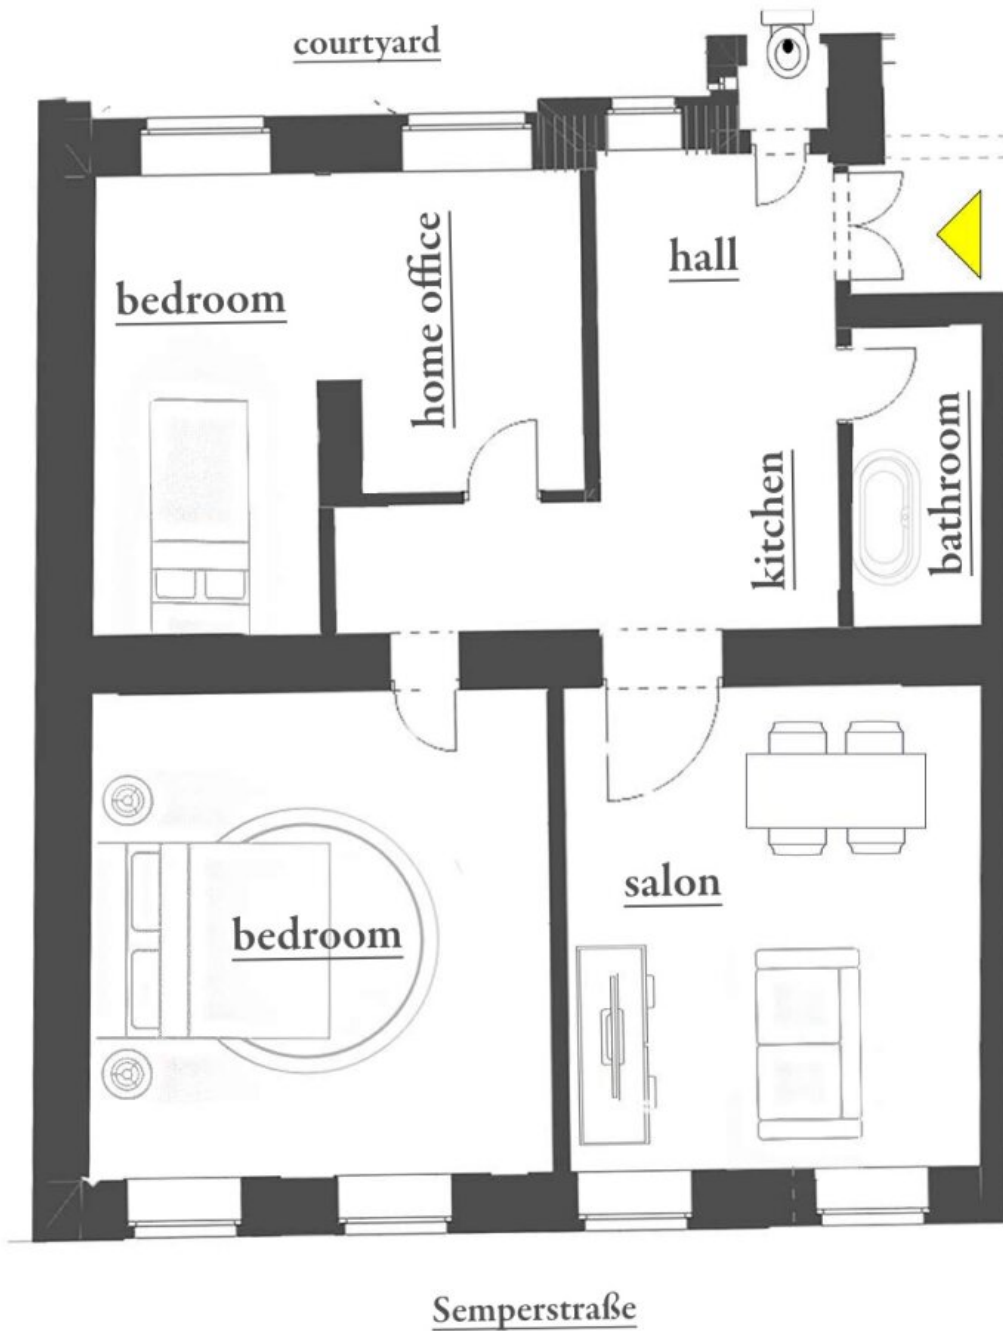 courtyard
hall
bedroom
home office
kitchen
bathroom
salon
bedroom
Semperstraße